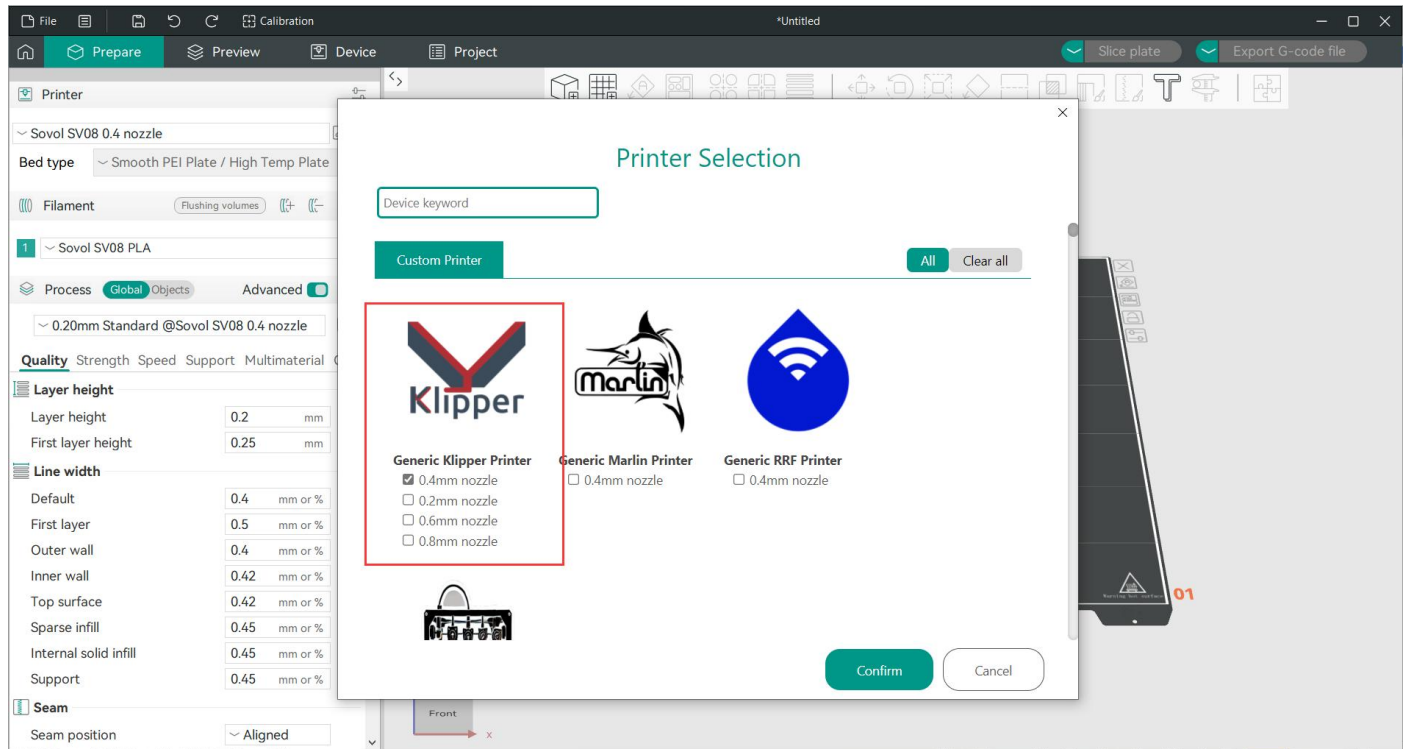 File
Calibration
*Untitled
Prepare
Preview
Device
Project
Slice plate
Export G-code file
Printer
Sovol SV08 0.4 nozzle
Bed type
Smooth PEI Plate / High Temp Plate
Filament
Flushing volumes
1
Sovol SV08 PLA
Process
Global
Objects
Advanced
0.20mm Standard @Sovol SV08 0.4 nozzle
Quality Strength Speed Support Multimaterial
Layer height
Layer height 0.2 mm
First layer height 0.25 mm
Line width
Default 0.4 mm or %
First layer 0.5 mm or %
Outer wall 0.4 mm or %
Inner wall 0.42 mm or %
Top surface 0.42 mm or %
Sparse infill 0.45 mm or %
Internal solid infill 0.45 mm or %
Support 0.45 mm or %
Seam
Seam position Aligned
Printer Selection
Device keyword
Custom Printer
All
Clear all
Klipper
Generic Klipper Printer
0.4mm nozzle
0.2mm nozzle
0.6mm nozzle
0.8mm nozzle
Marlin
Generic Marlin Printer
0.4mm nozzle
Generic RRF Printer
0.4mm nozzle
Confirm
Cancel
01
Front
x